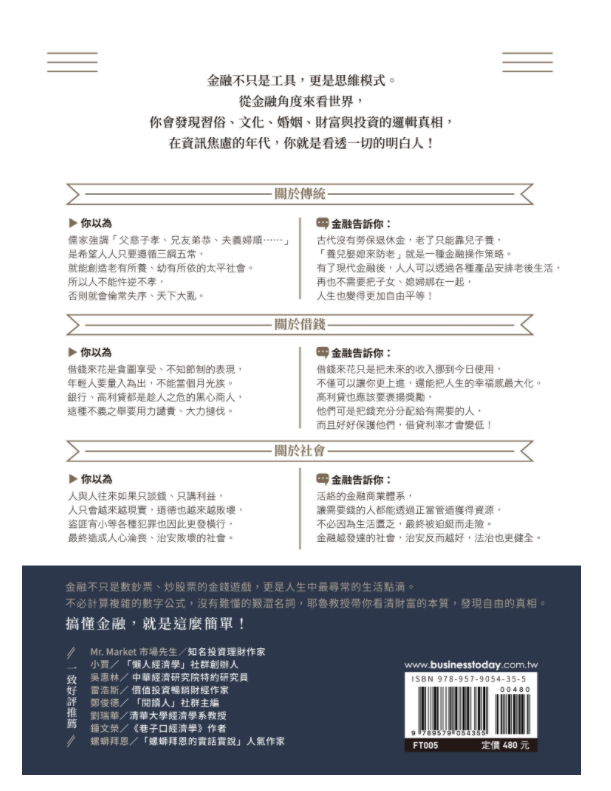 金融不只是工具，更是思維模式。
從金融角度來看世界，
你會發現習俗、文化、婚姻、財富與投資的邏輯真相，
在資訊焦慮的年代，你就是看透一切的明白人！
關於傳統
▶你以為
儒家強調「父慈子孝、兄友弟恭、夫義婦順⋯⋯」
是希望人人只要遵循三綱五常，
就能創造老有所養、幼有所依的太平社會。
所以人不能忤逆不孝，
否則就會倫常失序、天下大亂。
金融告訴你：
古代沒有勞保退休金，老了只能靠兒子養，
「養兒娶媳來防老」就是一種金融操作策略。
有了現代金融後，人人可以透過各種產品安排老後生活，
再也不需要把子女、媳婦綁在一起，
人生也變得更加自由平等！
關於借錢
▶你以為
借錢來花是貪圖享受、不知節制的表現，
年輕人要量入為出，不能當個月光族。
銀行、高利貸都是趁人之危的黑心商人，
這種不義之舉要用力譴責、大力撻伐。
金融告訴你：
借錢來花只是把未來的收入挪到今日使用，
不僅可以讓你更上進，還能把人生的幸福感最大化。
高利貸也應該要褒揚獎勵，
他們可是把錢充分分配給有需要的人，
而且好好保護他們，借貸利率才會變低！
關於社會
▶你以為
人與人往來如果只談錢、只講利益，
人只會越來越現實，道德也越來越敗壞，
盜匪宵小等各種犯罪也因此更發橫行，
最終造成人心淪喪、治安敗壞的社會。
金融告訴你：
活絡的金融商業體系，
讓需要錢的人都能透過正當管道獲得資源，
不必因為生活匱乏，最終被迫鋌而走險。
金融越發達的社會，治安反而越好，法治也更健全。
金融不只是數鈔票、炒股票的金錢遊戲，更是人生中最尋常的生活點滴。
不必計算複雜的數字公式，沒有難懂的艱澀名詞，耶魯教授帶你看清財富的本質，發現自由的真相。
搞懂金融，就是這麼簡單！
一致好評推薦
Mr. Market 市場先生／知名投資理財作家
小賈／「懶人經濟學」社群創辦人
吳惠林／中華經濟研究院特約研究員
雷浩斯／價值投資暢銷財經作家
鄭俊德／「閱讀人」社群主編
劉瑞華／清華大學經濟學系教授
鍾文榮／《巷子口經濟學》作者
螺螄拜恩／「螺螄拜恩的實話實說」人氣作家
www.businesstoday.com.tw
ISBN 978-957-9054-35-5
00480
9 789579 054355
FT005 定價 480 元